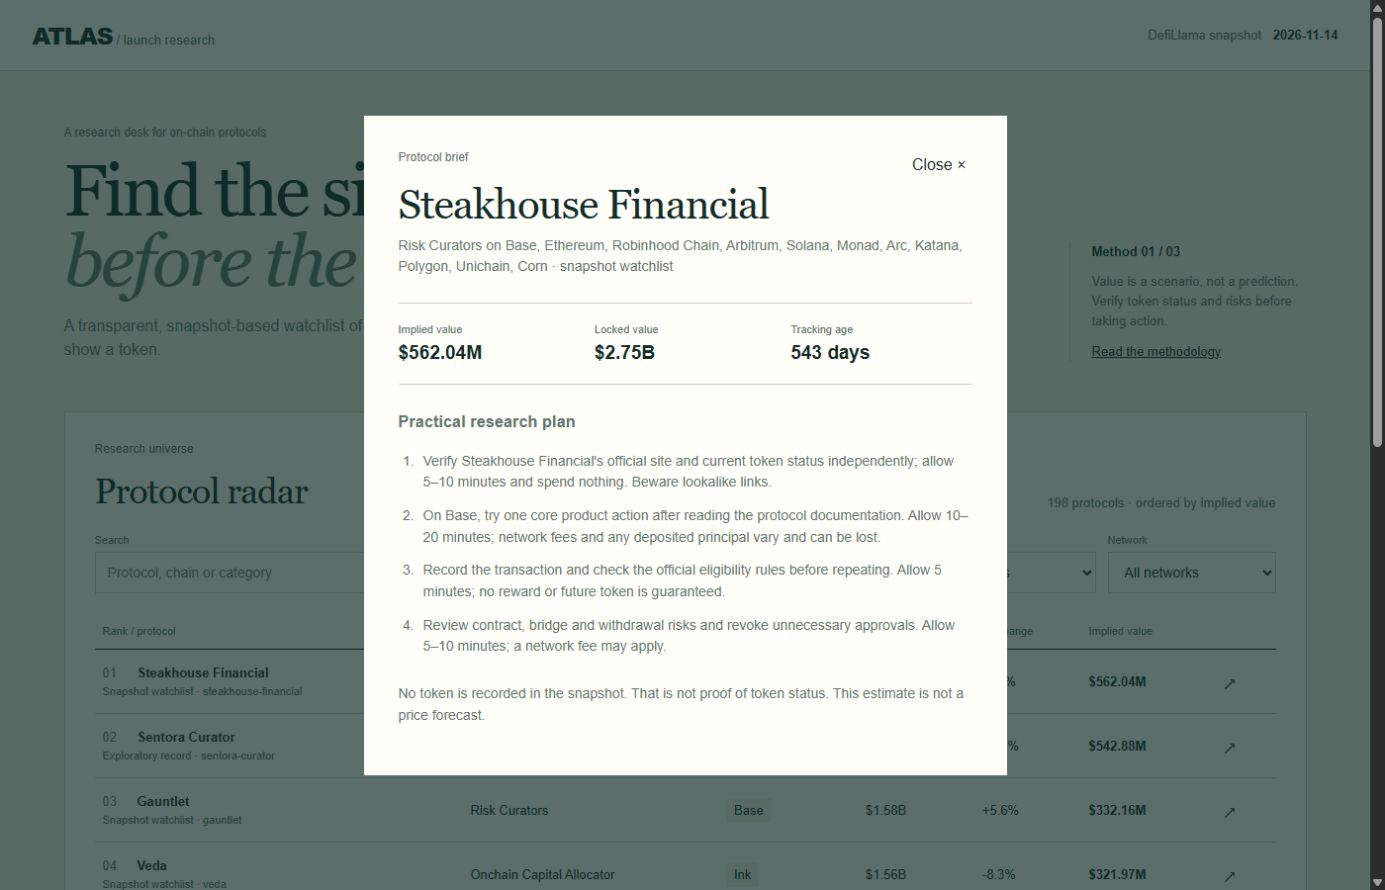 ATLAS / launch research
DefiLlama snapshot 2026-11-14
A research desk for on-chain protocols
Find the si
before the
A transparent, snapshot-based watchlist of
show a token.
Method 01 / 03
Value is a scenario, not a prediction.
Verify token status and risks before
taking action.
Read the methodology
Protocol brief
Close ×
Steakhouse Financial
Risk Curators on Base, Ethereum, Robinhood Chain, Arbitrum, Solana, Monad, Arc, Katana,
Polygon, Unichain, Corn · snapshot watchlist
Implied value Locked value Tracking age
$562.04M $2.75B 543 days
Practical research plan
1. Verify Steakhouse Financial's official site and current token status independently; allow
5–10 minutes and spend nothing. Beware lookalike links.
2. On Base, try one core product action after reading the protocol documentation. Allow 10–
20 minutes; network fees and any deposited principal vary and can be lost.
3. Record the transaction and check the official eligibility rules before repeating. Allow 5
minutes; no reward or future token is guaranteed.
4. Review contract, bridge and withdrawal risks and revoke unnecessary approvals. Allow
5–10 minutes; a network fee may apply.
No token is recorded in the snapshot. That is not proof of token status. This estimate is not a
price forecast.
Research universe
Protocol radar
198 protocols · ordered by implied value
Search
Network
Protocol, chain or category
s
All networks
Rank / protocol
ange
Implied value
01 Steakhouse Financial
Snapshot watchlist · steakhouse-financial
% $562.04M ↗
02 Sentora Curator
Exploratory record · sentora-curator
% $542.88M ↗
03 Gauntlet
Snapshot watchlist · gauntlet
Risk Curators Base $1.58B +5.6% $332.16M ↗
04 Veda
Snapshot watchlist · veda
Onchain Capital Allocator Ink $1.56B -8.3% $321.97M ↗